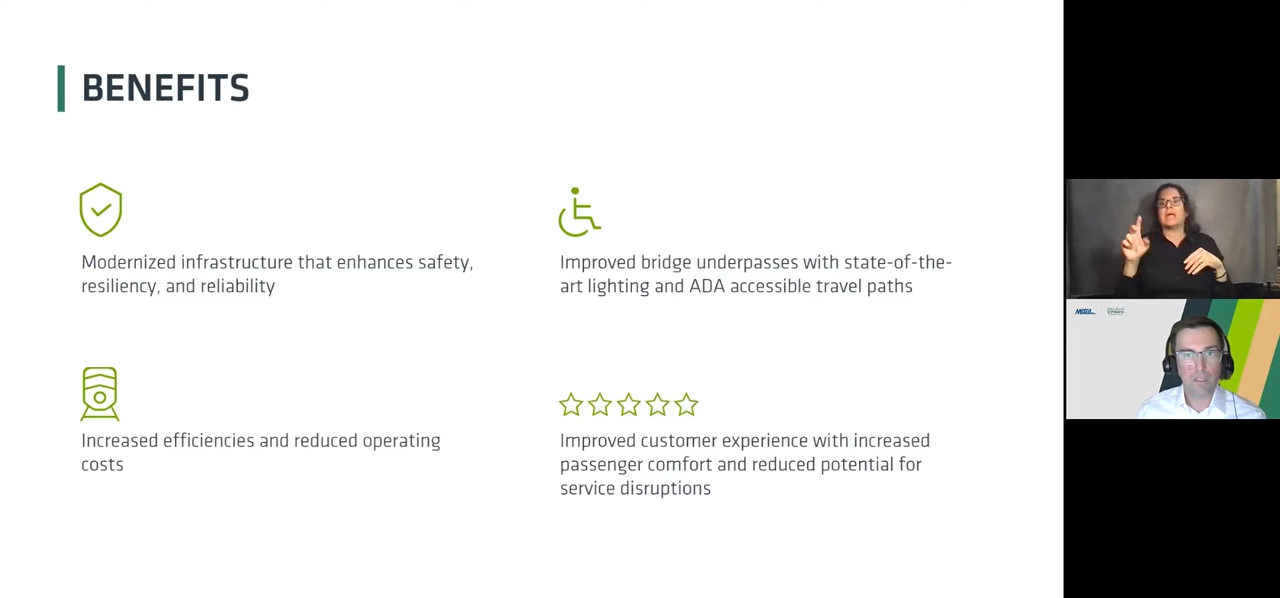 BENEFITS
Modernized infrastructure that enhances safety,
resiliency, and reliability
Improved bridge underpasses with state-of-the-
art lighting and ADA accessible travel paths
Increased efficiencies and reduced operating
costs
Improved customer experience with increased
passenger comfort and reduced potential for
service disruptions
Metra